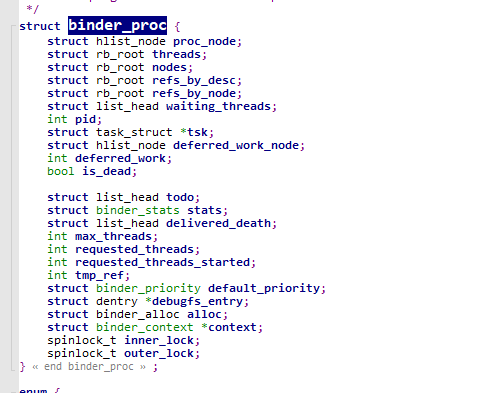 */
struct binder_proc {
struct hlist_node proc_node;
struct rb_root threads;
struct rb_root nodes;
struct rb_root refs_by_desc;
struct rb_root refs_by_node;
struct list_head waiting_threads;
int pid;
struct task_struct *tsk;
struct hlist_node deferred_work_node;
int deferred_work;
bool is_dead;
struct list_head todo;
struct binder_stats stats;
struct list_head delivered_death;
int max_threads;
int requested_threads;
int requested_threads_started;
int tmp_ref;
struct binder_priority default_priority;
struct dentry *debugfs_entry;
struct binder_alloc alloc;
struct binder_context *context;
spinlock_t inner_lock;
spinlock_t outer_lock;
} « end binder_proc » ;
enum {